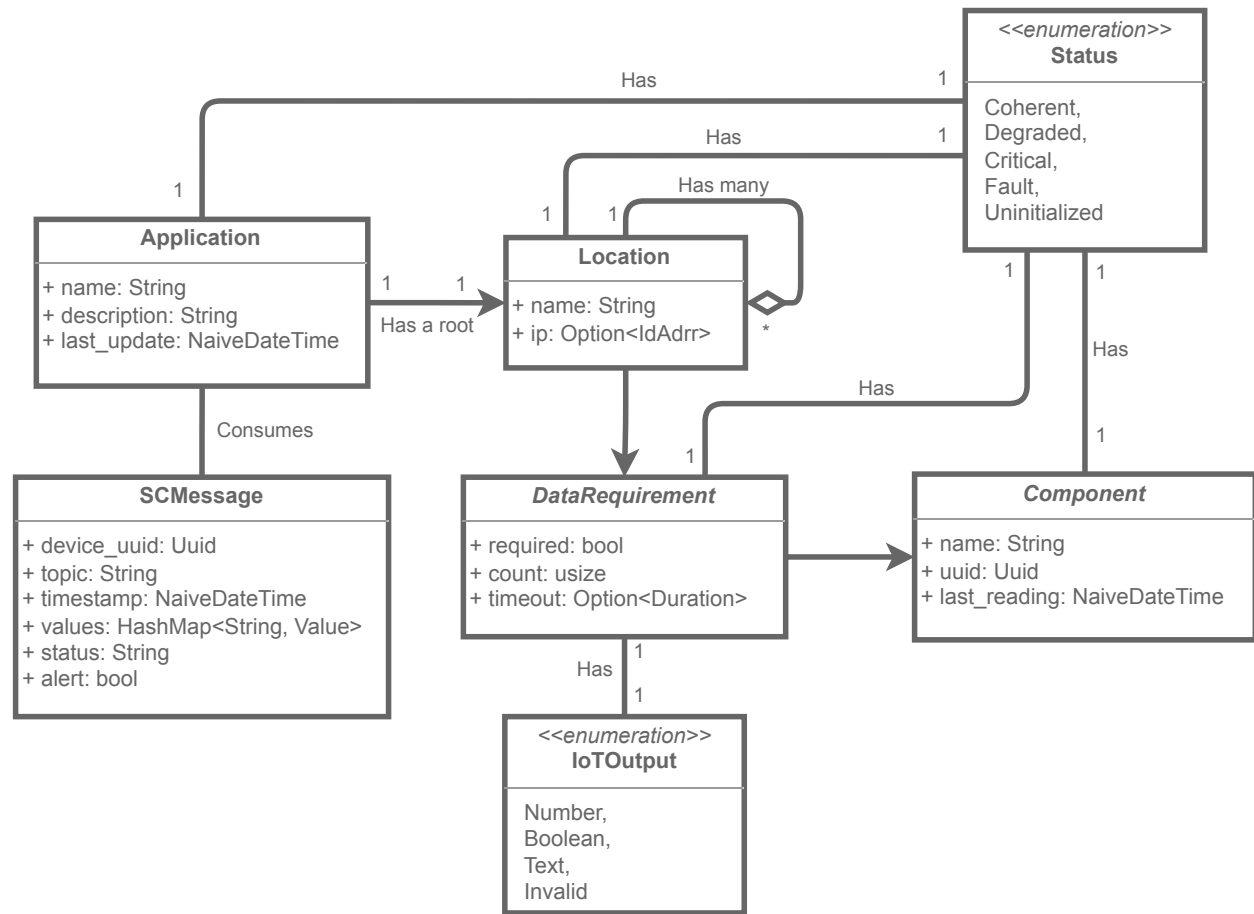 <<enumeration>>
Status
Coherent,
Degraded,
Critical,
Fault,
Uninitialized
Has
1
1
Has
1
1
Has many
1
*
Application
+ name: String
+ description: String
+ last_update: NaiveDateTime
1
1
Has a root
Location
+ name: String
+ ip: Option<IdAdrr>
1
1
Has
1
Has
1
Consumes
SCMessage
+ device_uuid: Uuid
+ topic: String
+ timestamp: NaiveDateTime
+ values: HashMap<String, Value>
+ status: String
+ alert: bool
DataRequirement
+ required: bool
+ count: usize
+ timeout: Option<Duration>
Component
+ name: String
+ uuid: Uuid
+ last_reading: NaiveDateTime
1
Has
1
<<enumeration>>
IoTOutput
Number,
Boolean,
Text,
Invalid